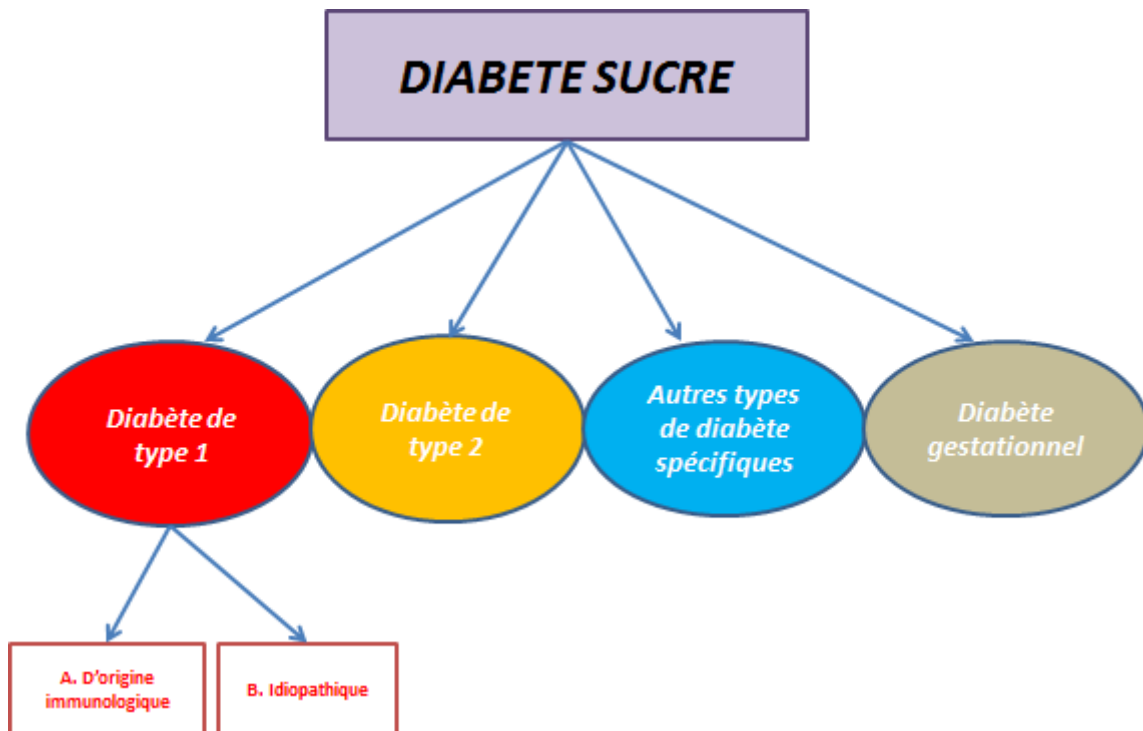 DIABETE SUCRE
Diabète de
type 1
Diabète de
type 2
Autres types
de diabète
spécifiques
Diabète
gestationnel
A. D'origine
immunologique
B. Idiopathique